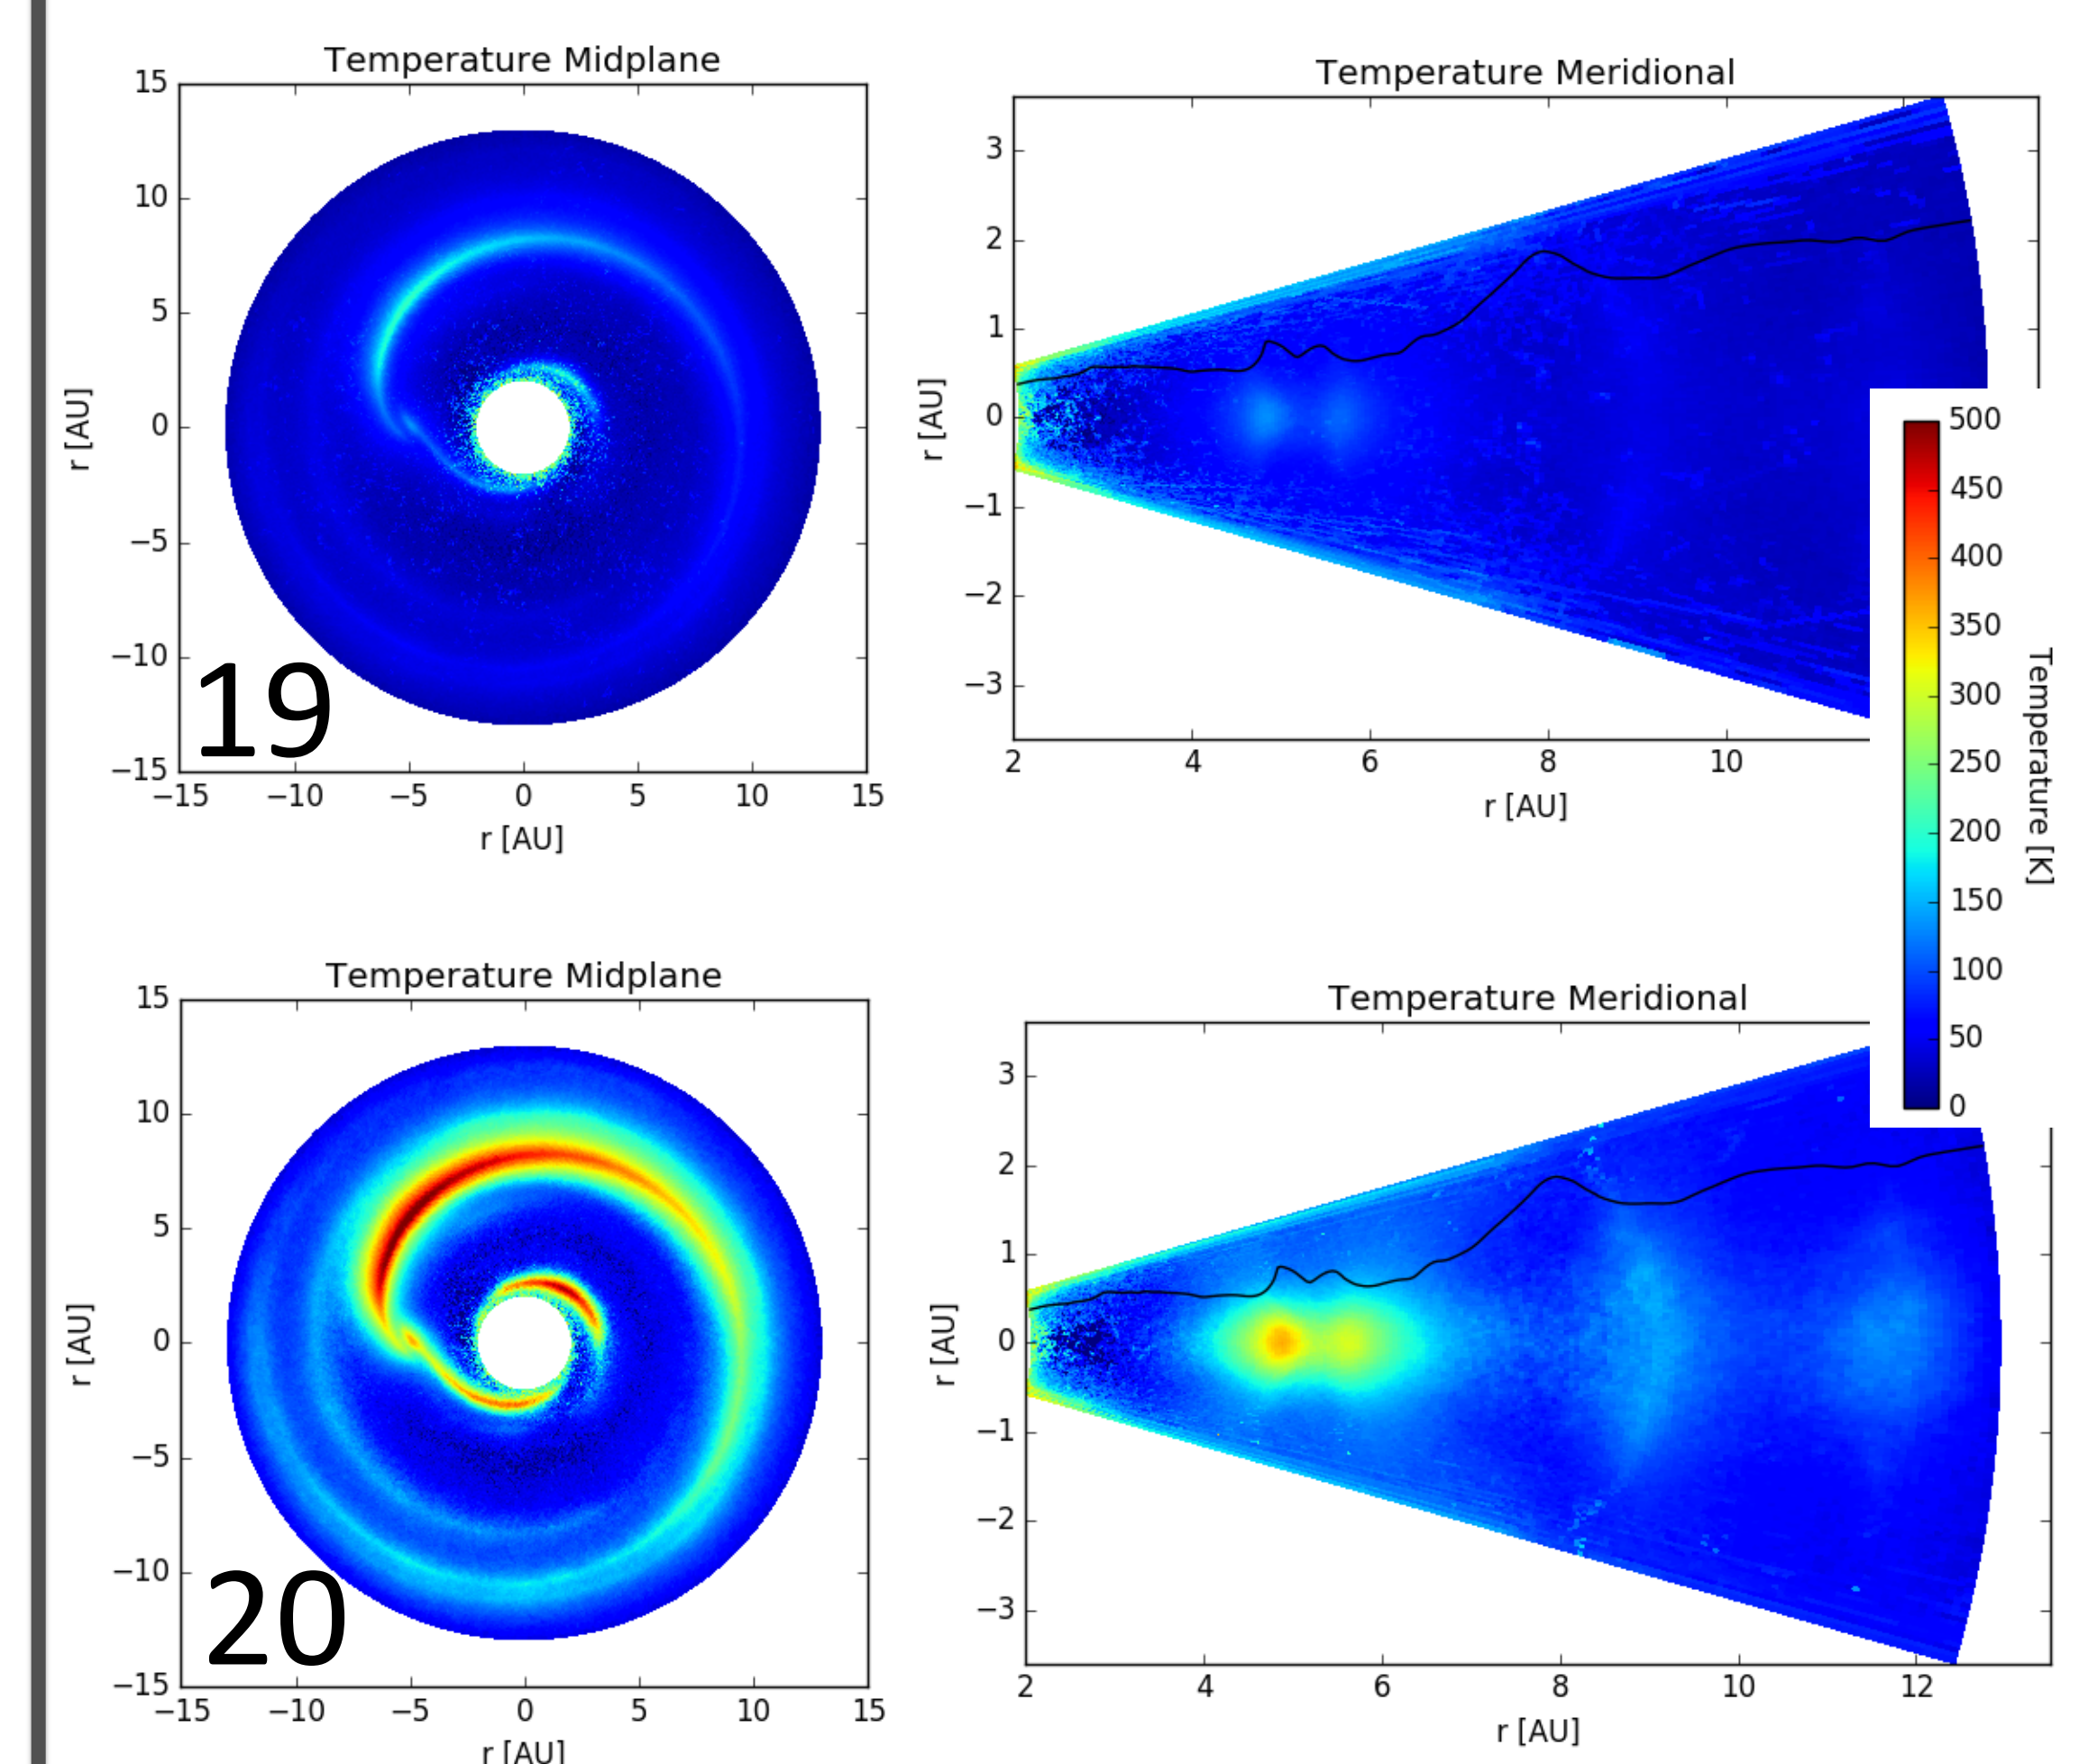 Temperature Midplane
15
10
5
0
−5
−10
−15
r [AU]
19
−15 −10 −5 0 5 10 15
r [AU]
Temperature Meridional
3
2
1
0
−1
−2
−3
r [AU]
2 4 6 8 10
r [AU]
500
450
400
350
300
250
200
150
100
50
0
Temperature [K]
Temperature Midplane
15
10
5
0
−5
−10
−15
r [AU]
20
−15 −10 −5 0 5 10 15
r [AU]
Temperature Meridional
3
2
1
0
−1
−2
−3
r [AU]
2 4 6 8 10 12
r [AU]